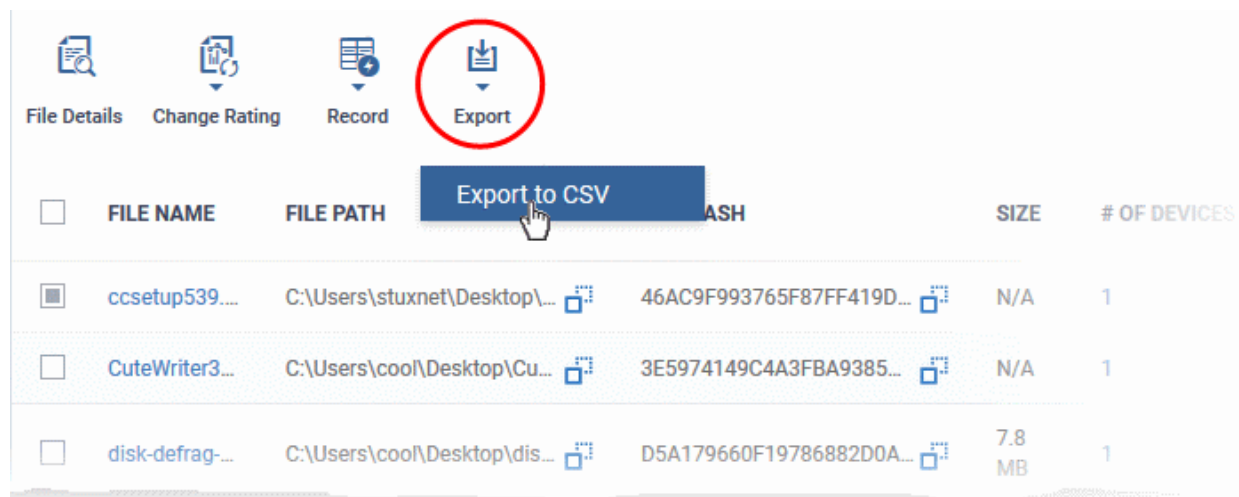 File Details Change Rating Record Export
Export to CSV
FILE NAME FILE PATH ASH SIZE # OF DEVICES
ccsetup539.... C:\Users\stuxnet\Desktop\... 46AC9F993765F87FF419D... N/A 1
CuteWriter3... C:\Users\cool\Desktop\Cu... 3E5974149C4A3FBA9385... N/A 1
disk-defrag-... C:\Users\cool\Desktop\dis... D5A179660F19786882D0A... 7.8 MB 1